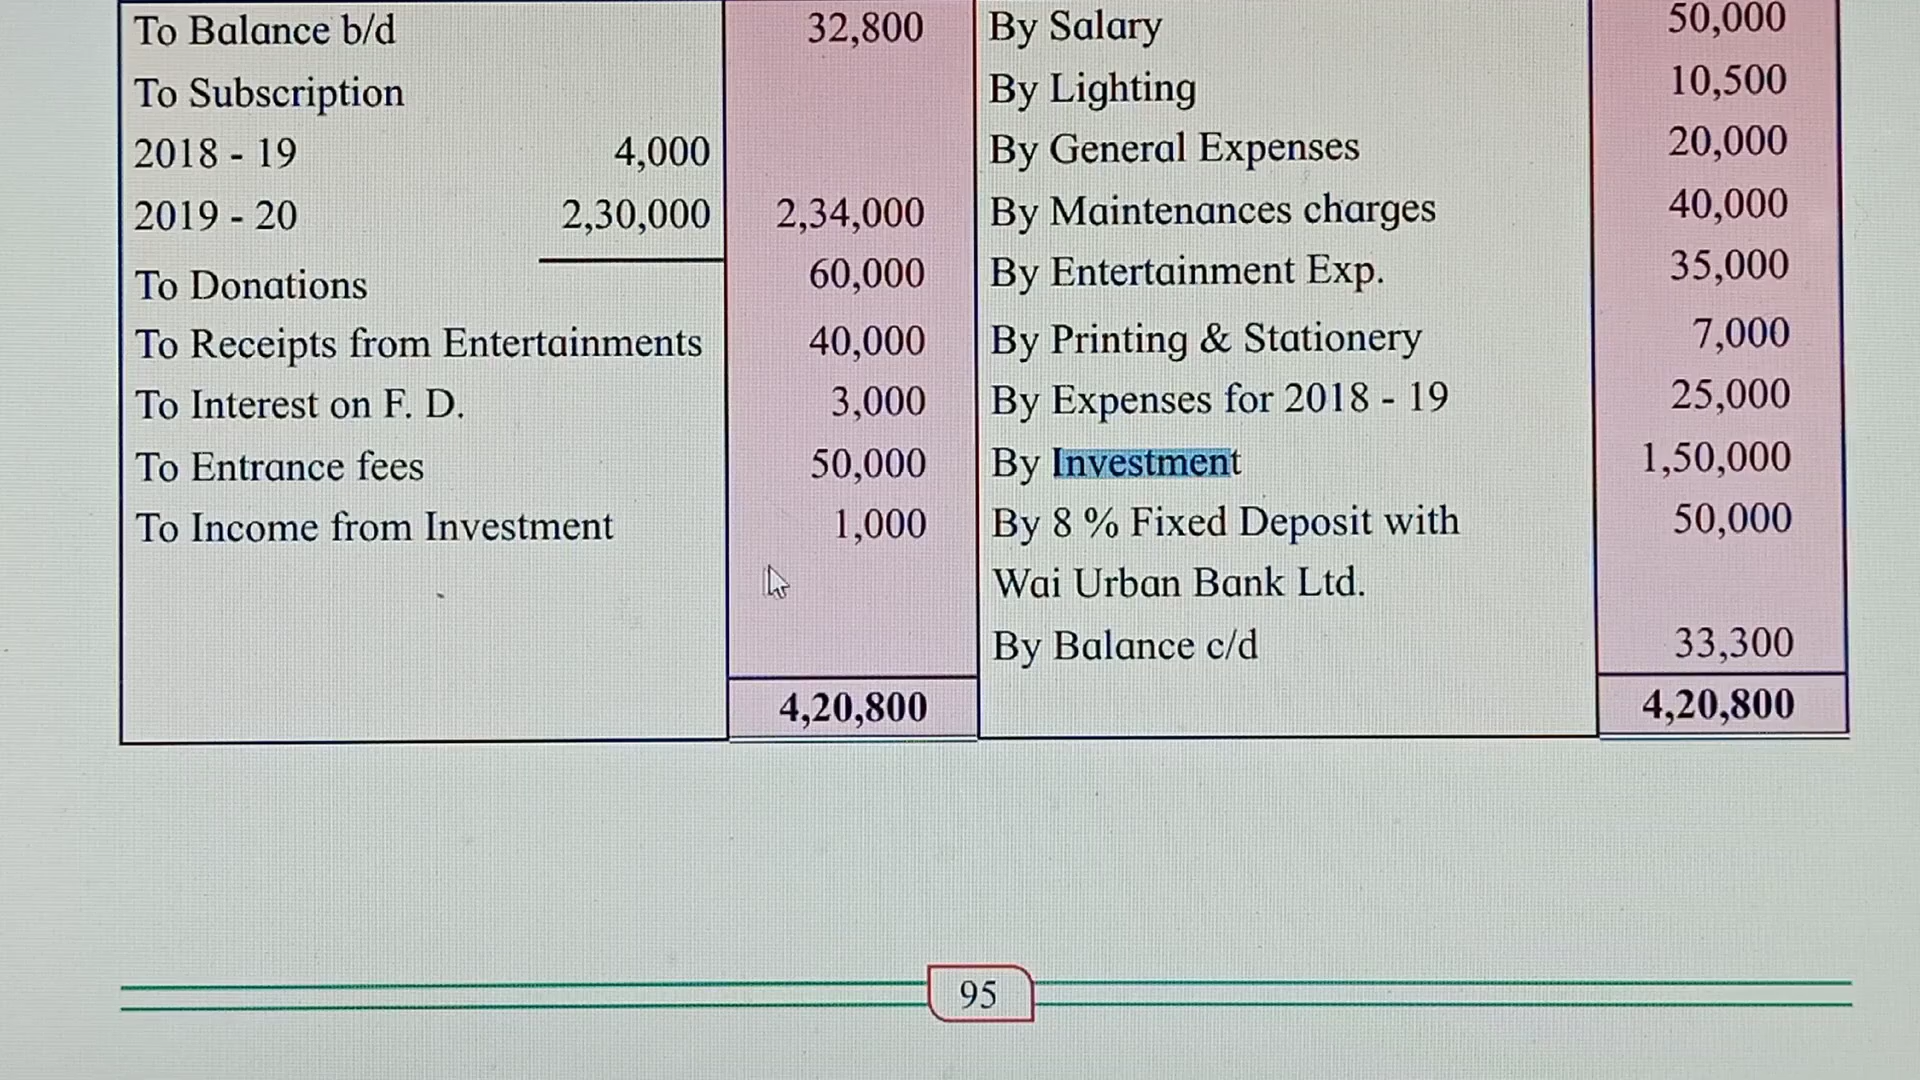 To Balance b/d 32,800 By Salary 50,000
To Subscription By Lighting 10,500
2018 - 19 4,000 By General Expenses 20,000
2019 - 20 2,30,000 2,34,000 By Maintenances charges 40,000
To Donations 60,000 By Entertainment Exp. 35,000
To Receipts from Entertainments 40,000 By Printing & Stationery 7,000
To Interest on F. D. 3,000 By Expenses for 2018 - 19 25,000
To Entrance fees 50,000 By Investment 1,50,000
To Income from Investment 1,000 By 8 % Fixed Deposit with 50,000
Wai Urban Bank Ltd.
By Balance c/d 33,300
4,20,800 4,20,800
95